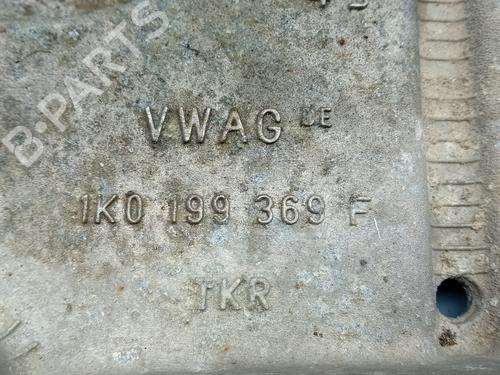 B-PARTS
VWAG DE
1K0 199 369 F
TKR